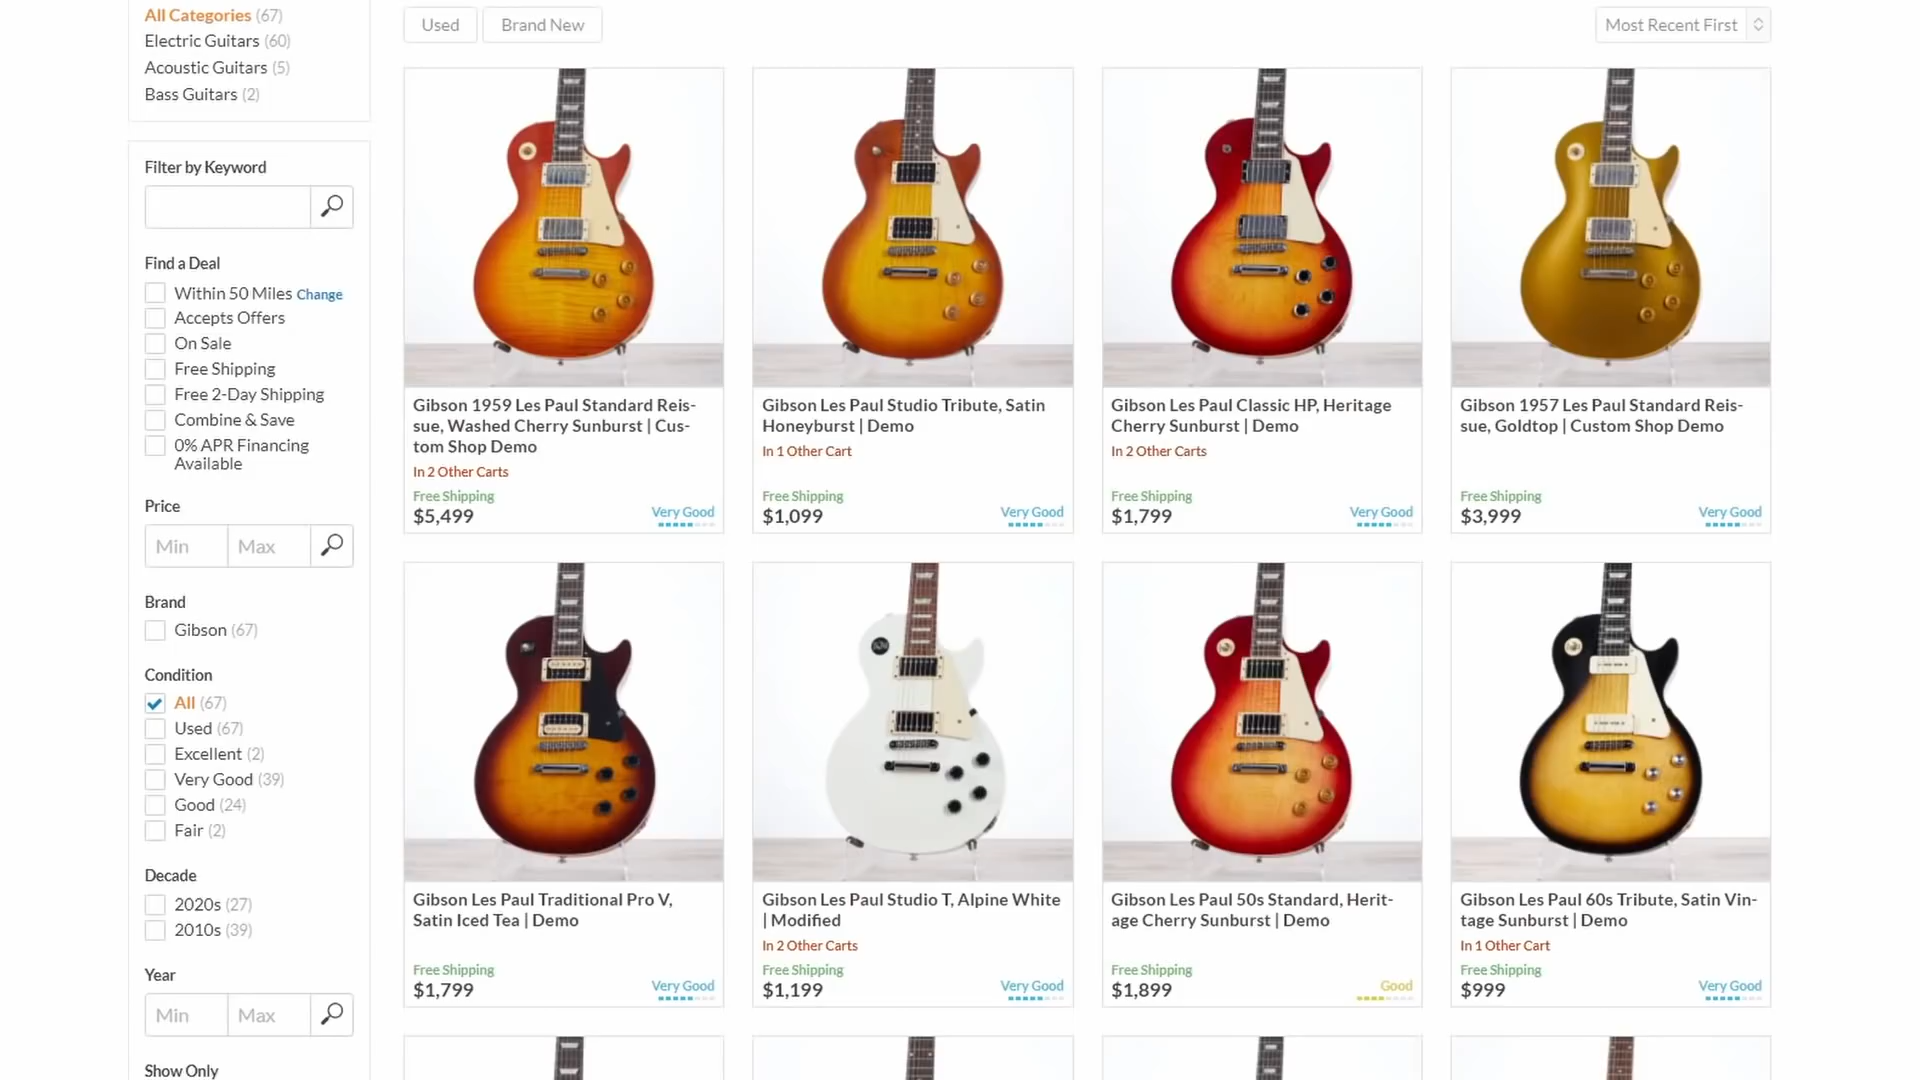 All Categories (67)
Electric Guitars (60)
Acoustic Guitars (5)
Bass Guitars (2)
Filter by Keyword
Find a Deal
Within 50 Miles Change
Accepts Offers
On Sale
Free Shipping
Free 2-Day Shipping
Combine & Save
0% APR Financing
Available
Price
Min
Max
Brand
Gibson (67)
Condition
All (67)
Used (67)
Excellent (2)
Very Good (39)
Good (24)
Fair (2)
Decade
2020s (27)
2010s (39)
Year
Min
Max
Show Only
Used
Brand New
Most Recent First
Gibson 1959 Les Paul Standard Reis-
sue, Washed Cherry Sunburst | Cus-
tom Shop Demo
In 2 Other Carts
Free Shipping
$5,499
Very Good
Gibson Les Paul Studio Tribute, Satin
Honeyburst | Demo
In 1 Other Cart
Free Shipping
$1,099
Very Good
Gibson Les Paul Classic HP, Heritage
Cherry Sunburst | Demo
In 2 Other Carts
Free Shipping
$1,799
Very Good
Gibson 1957 Les Paul Standard Reis-
sue, Goldtop | Custom Shop Demo
Free Shipping
$3,999
Very Good
Gibson Les Paul Traditional Pro V,
Satin Iced Tea | Demo
Free Shipping
$1,799
Very Good
Gibson Les Paul Studio T, Alpine White
| Modified
In 2 Other Carts
Free Shipping
$1,199
Very Good
Gibson Les Paul 50s Standard, Herit-
age Cherry Sunburst | Demo
Free Shipping
$1,899
Good
Gibson Les Paul 60s Tribute, Satin Vin-
tage Sunburst | Demo
In 1 Other Cart
Free Shipping
$999
Very Good